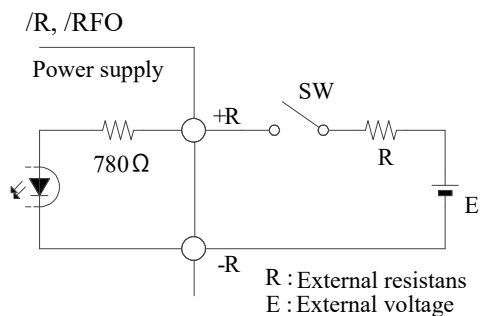 /R, /RFO
Power supply
SW
+R
780Ω
R
E
-R
R : External resistans
E : External voltage